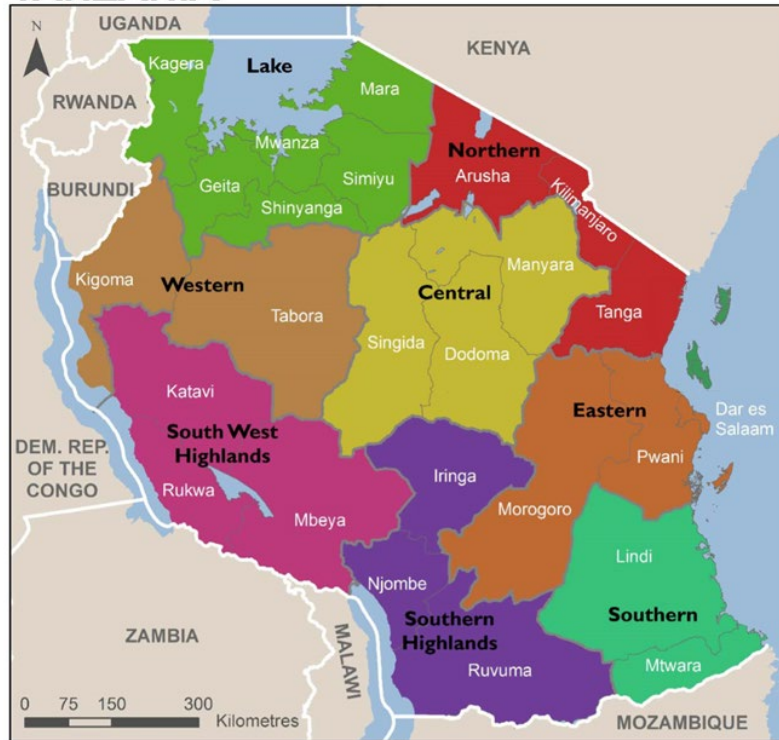 UGANDA
KENYA
N
Kagera
Lake
Mara
RWANDA
Mwanza
Northern
Arusha
Geita
Simiyu
Kilimanjaro
BURUNDI
Shinyanga
Manyara
Kigoma
Western
Central
Tabora
Tanga
Singida
Dodoma
Katavi
Eastern
Dar es
Salaam
South West
Highlands
DEM. REP.
OF THE
CONGO
Iringa
Pwani
Rukwa
Mbeya
Morogoro
Lindi
Njombe
Southern
Southern
Highlands
ZAMBIA
MALAWI
Ruvuma
Mtwara
0 75 150 300
Kilometres
MOZAMBIQUE